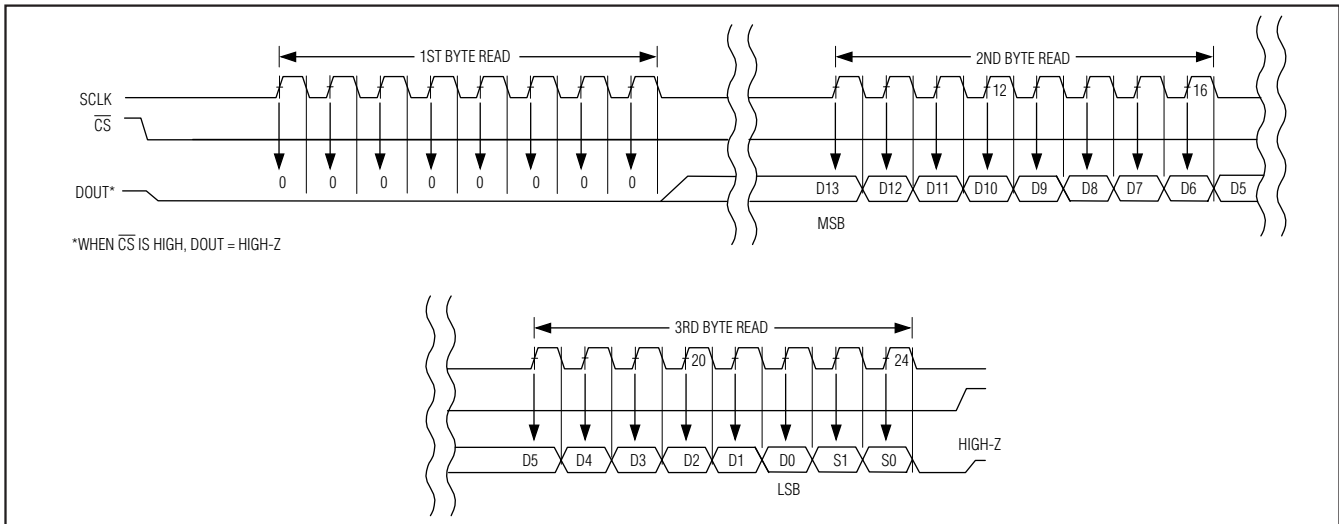 1ST BYTE READ
2ND BYTE READ
SCLK
12
16
CS
0 0 0 0 0 0 0 0
DOUT*
D13 D12 D11 D10 D9 D8 D7 D6 D5
MSB
*WHEN CS IS HIGH, DOUT = HIGH-Z
3RD BYTE READ
20
24
HIGH-Z
D5 D4 D3 D2 D1 D0 S1 S0
LSB